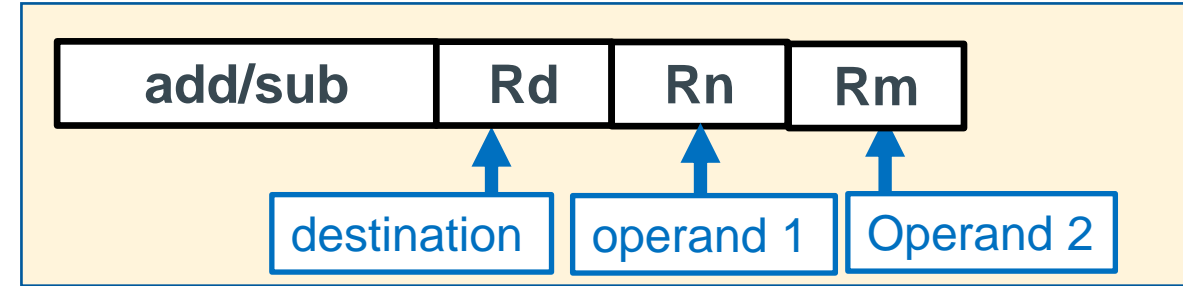 add/sub Rd Rn Rm
destination operand 1 Operand 2